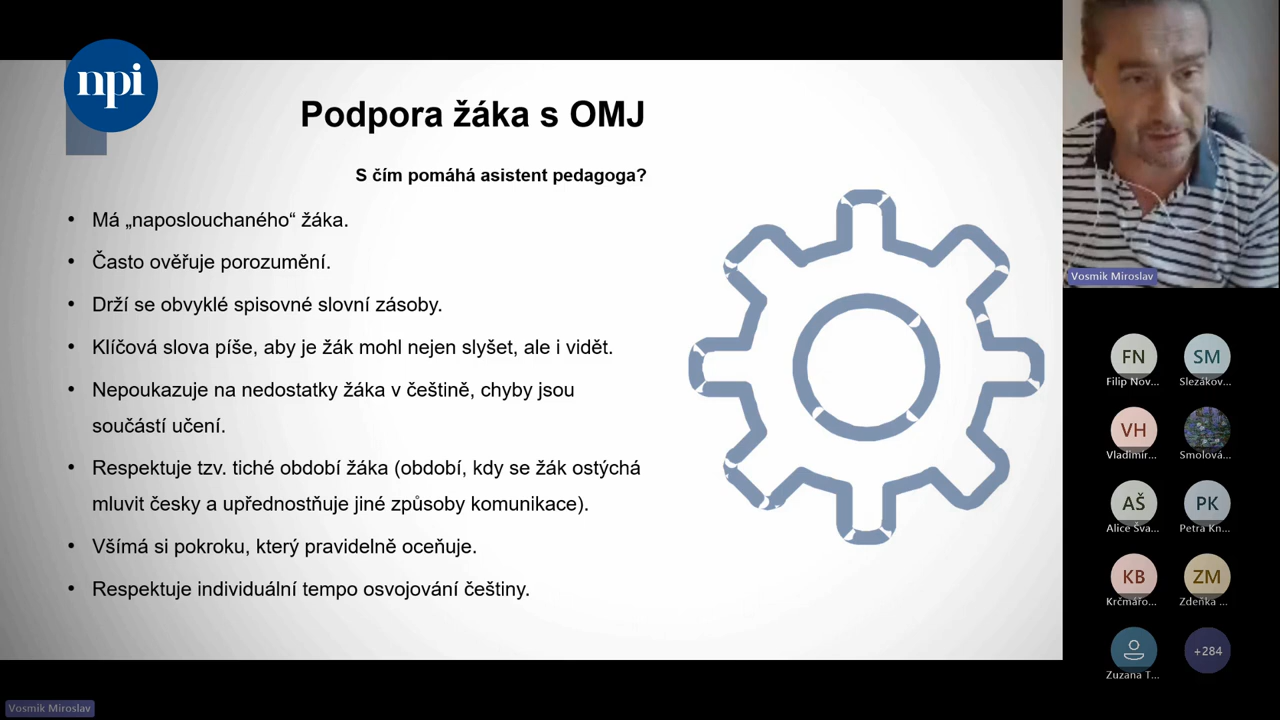 npi
Podpora žáka s OMJ
S čím pomáhá asistent pedagoga?
• Má „naposlouchaného“ žáka.
• Často ověřuje porozumění.
• Drží se obvyklé spisovné slovní zásoby.
• Klíčová slova píše, aby je žák mohl nejen slyšet, ale i vidět.
• Nepoukazuje na nedostatky žáka v češtině, chyby jsou
součástí učení.
• Respektuje tzv. tiché období žáka (období, kdy se žák ostýchá
mluvit česky a upřednostňuje jiné způsoby komunikace).
• Všímá si pokroku, který pravidelně oceňuje.
• Respektuje individuální tempo osvojování češtiny.
Vosmik Miroslav
FN
Filip Nov...
SM
Slezákov...
VH
Vladimír...
Smolová...
AŠ
Alice Šva...
PK
Petra Kn...
KB
Krčmářo...
ZM
Zdeňka ...
Zuzana T...
+284
Vosmik Miroslav